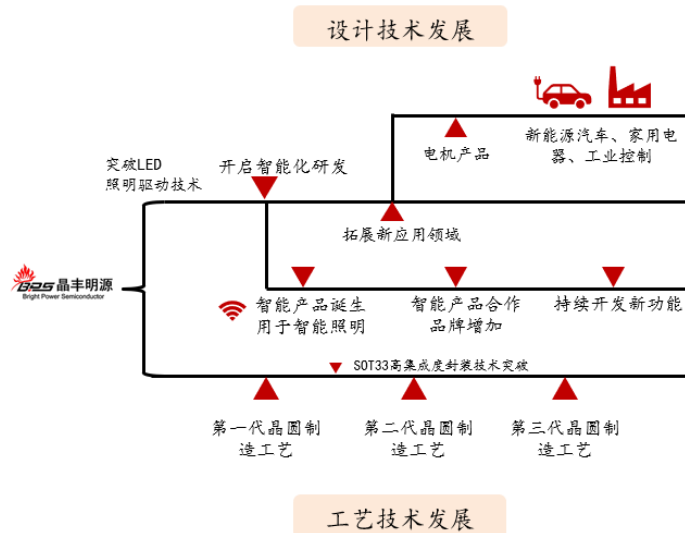 设计技术发展
突破LED
照明驱动技术
开启智能化研发
电机产品
新能源汽车、家用电
器、工业控制
拓展新应用领域
BPS 晶丰明源
Bright Power Semiconductor
智能产品诞生
用于智能照明
智能产品合作
品牌增加
持续开发新功能
SOT33高集成度封装技术突破
第一代晶圆制
造工艺
第二代晶圆制
造工艺
第三代晶圆制
造工艺
工艺技术发展